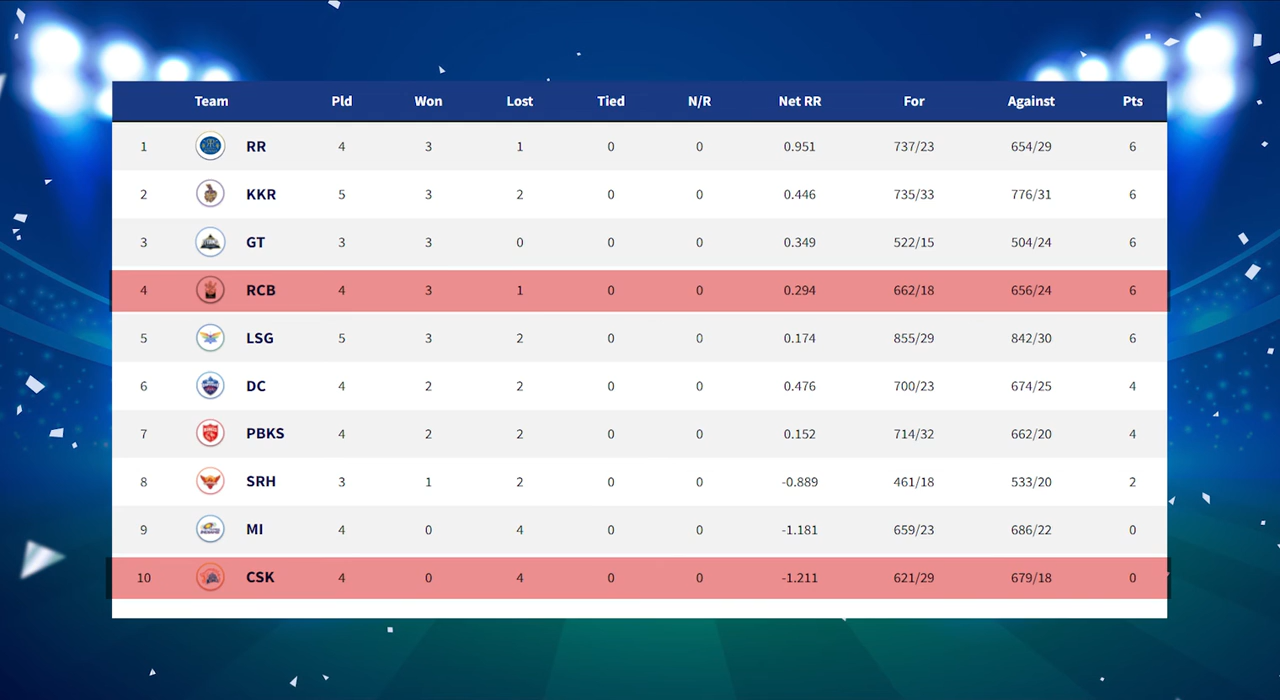 Team Pld Won Lost Tied N/R Net RR For Against Pts
1 RR 4 3 1 0 0 0.951 737/23 654/29 6
2 KKR 5 3 2 0 0 0.446 735/33 776/31 6
3 GT 3 3 0 0 0 0.349 522/15 504/24 6
4 RCB 4 3 1 0 0 0.294 662/18 656/24 6
5 LSG 5 3 2 0 0 0.174 855/29 842/30 6
6 DC 4 2 2 0 0 0.476 700/23 674/25 4
7 PBKS 4 2 2 0 0 0.152 714/32 662/20 4
8 SRH 3 1 2 0 0 -0.889 461/18 533/20 2
9 MI 4 0 4 0 0 -1.181 659/23 686/22 0
10 CSK 4 0 4 0 0 -1.211 621/29 679/18 0